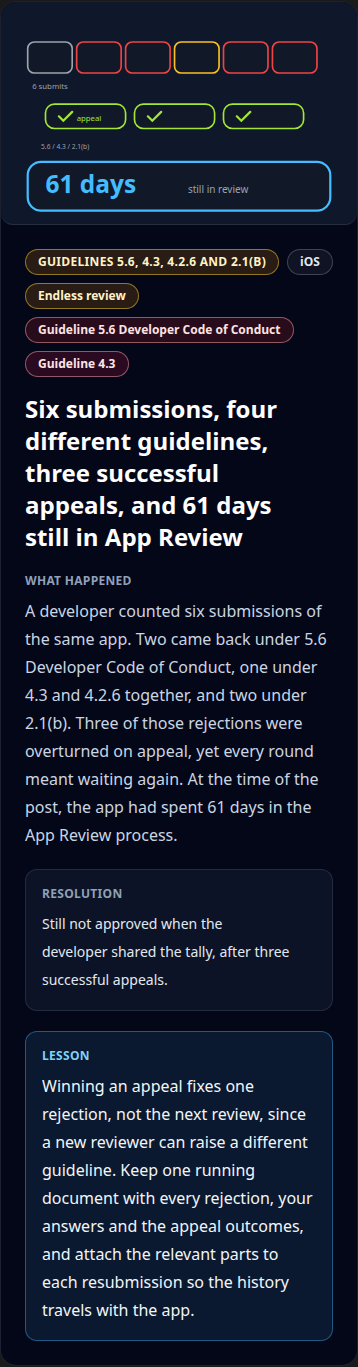 6 submits
appeal
5.6 / 4.3 / 2.1(b)
61 days
still in review
GUIDELINES 5.6, 4.3, 4.2.6 AND 2.1(B)
iOS
Endless review
Guideline 5.6 Developer Code of Conduct
Guideline 4.3
Six submissions, four
different guidelines,
three successful
appeals, and 61 days
still in App Review
WHAT HAPPENED
A developer counted six submissions of
the same app. Two came back under 5.6
Developer Code of Conduct, one under
4.3 and 4.2.6 together, and two under
2.1(b). Three of those rejections were
overturned on appeal, yet every round
meant waiting again. At the time of the
post, the app had spent 61 days in the
App Review process.
RESOLUTION
Still not approved when the
developer shared the tally, after three
successful appeals.
LESSON
Winning an appeal fixes one
rejection, not the next review, since
a new reviewer can raise a different
guideline. Keep one running
document with every rejection, your
answers and the appeal outcomes,
and attach the relevant parts to
each resubmission so the history
travels with the app.